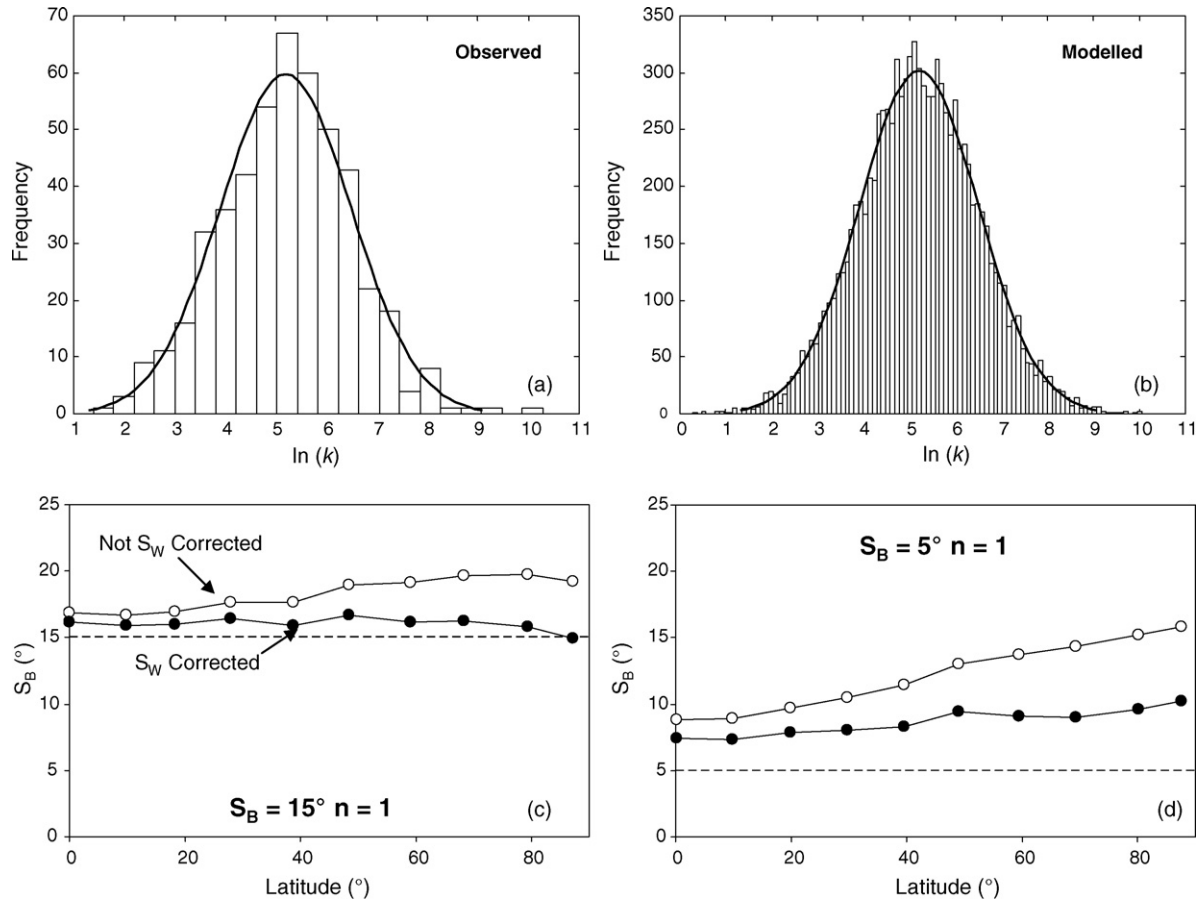 Observed
Frequency
70
60
50
40
30
20
10
0
1 2 3 4 5 6 7 8 9 10 11
ln (k)
(a)
Modelled
Frequency
350
300
250
200
150
100
50
0
0 1 2 3 4 5 6 7 8 9 10 11
ln (k)
(b)
Not S_W Corrected
S_W Corrected
S_B (°)
25
20
15
10
5
0
S_B = 15° n = 1
(c)
0 20 40 60 80
Latitude (°)
S_B = 5° n = 1
S_B (°)
25
20
15
10
5
0
(d)
0 20 40 60 80
Latitude (°)